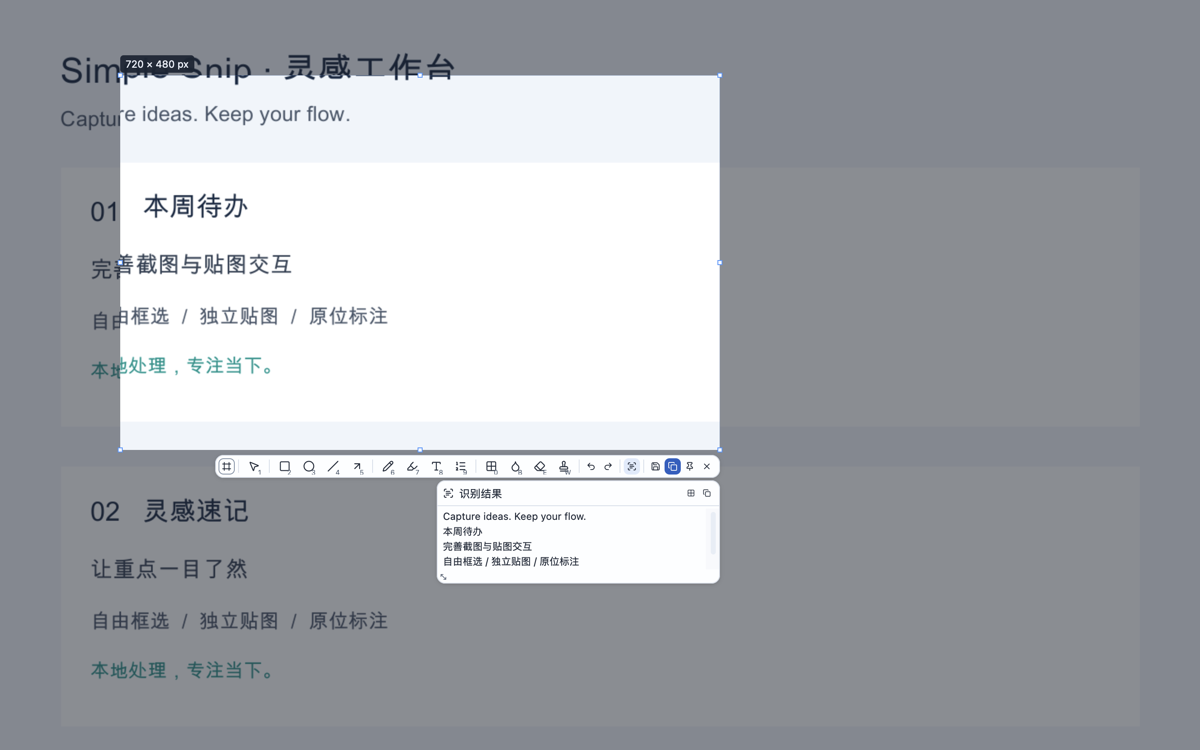 Simple Snip · 灵感工作台
720 × 480 px
Capture ideas. Keep your flow.
01 本周待办
完善截图与贴图交互
自由框选 / 独立贴图 / 原位标注
本地处理，专注当下。
识别结果
Capture ideas. Keep your flow.
本周待办
完善截图与贴图交互
自由框选 / 独立贴图 / 原位标注
02 灵感速记
让重点一目了然
自由框选 / 独立贴图 / 原位标注
本地处理，专注当下。